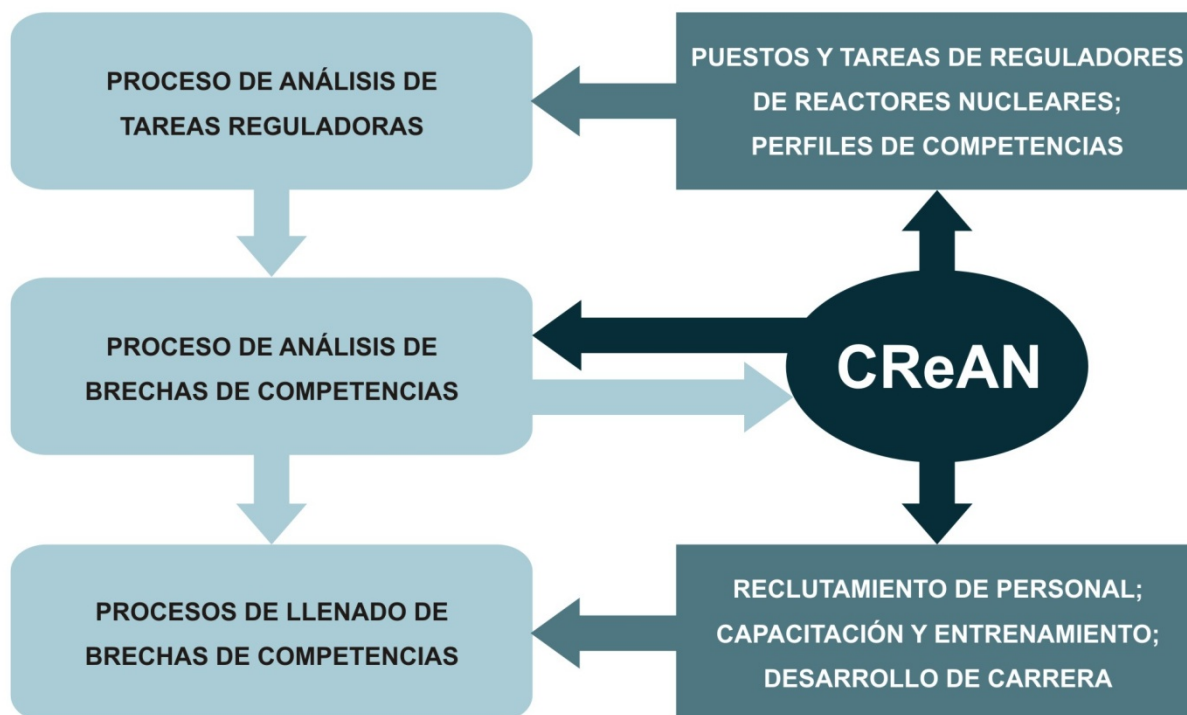 PROCESO DE ANÁLISIS DE
TAREAS REGULADORAS
PUESTOS Y TAREAS DE REGULADORES
DE REACTORES NUCLEARES;
PERFILES DE COMPETENCIAS
PROCESO DE ANÁLISIS DE
BRECHAS DE COMPETENCIAS
CReAN
PROCESOS DE LLENADO DE
BRECHAS DE COMPETENCIAS
RECLUTAMIENTO DE PERSONAL;
CAPACITACIÓN Y ENTRENAMIENTO;
DESARROLLO DE CARRERA